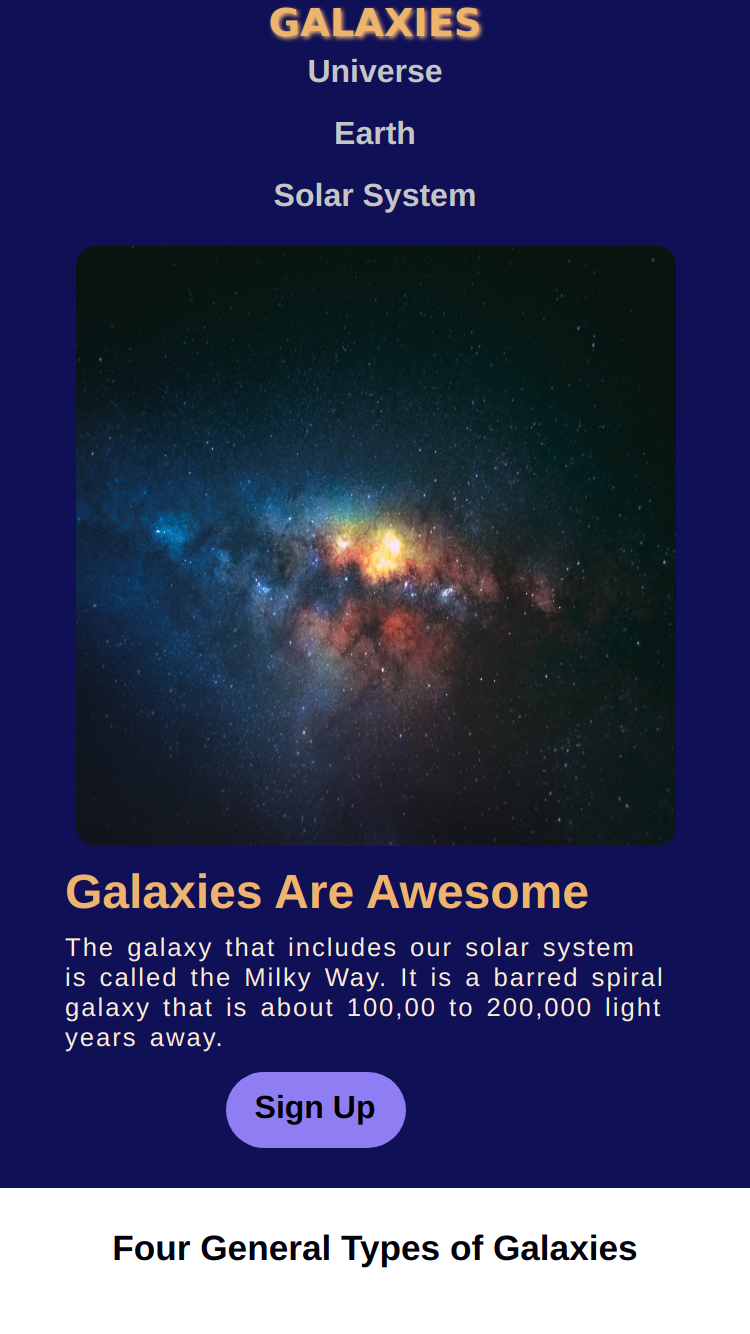 GALAXIES
Universe
Earth
Solar System
Galaxies Are Awesome
The galaxy that includes our solar system
is called the Milky Way. It is a barred spiral
galaxy that is about 100,00 to 200,000 light
years away.
Sign Up
Four General Types of Galaxies